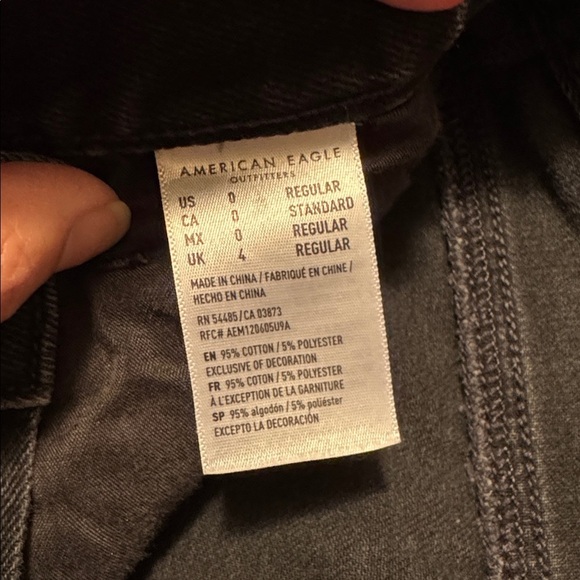 AMERICAN EAGLE
OUTFITTERS
US 0 REGULAR
CA 0 STANDARD
MX 0 REGULAR
UK 4 REGULAR
MADE IN CHINA / FABRIQUÉ EN CHINE /
HECHO EN CHINA
RN 54485/CA 03873
RFC# AEM120605U9A
EN 95% COTTON / 5% POLYESTER
EXCLUSIVE OF DECORATION
FR 95% COTON / 5% POLYESTER
À L'EXCEPTION DE LA GARNITURE
SP 95% algodón / 5% poliéster
EXCEPTO LA DECORACIÓN